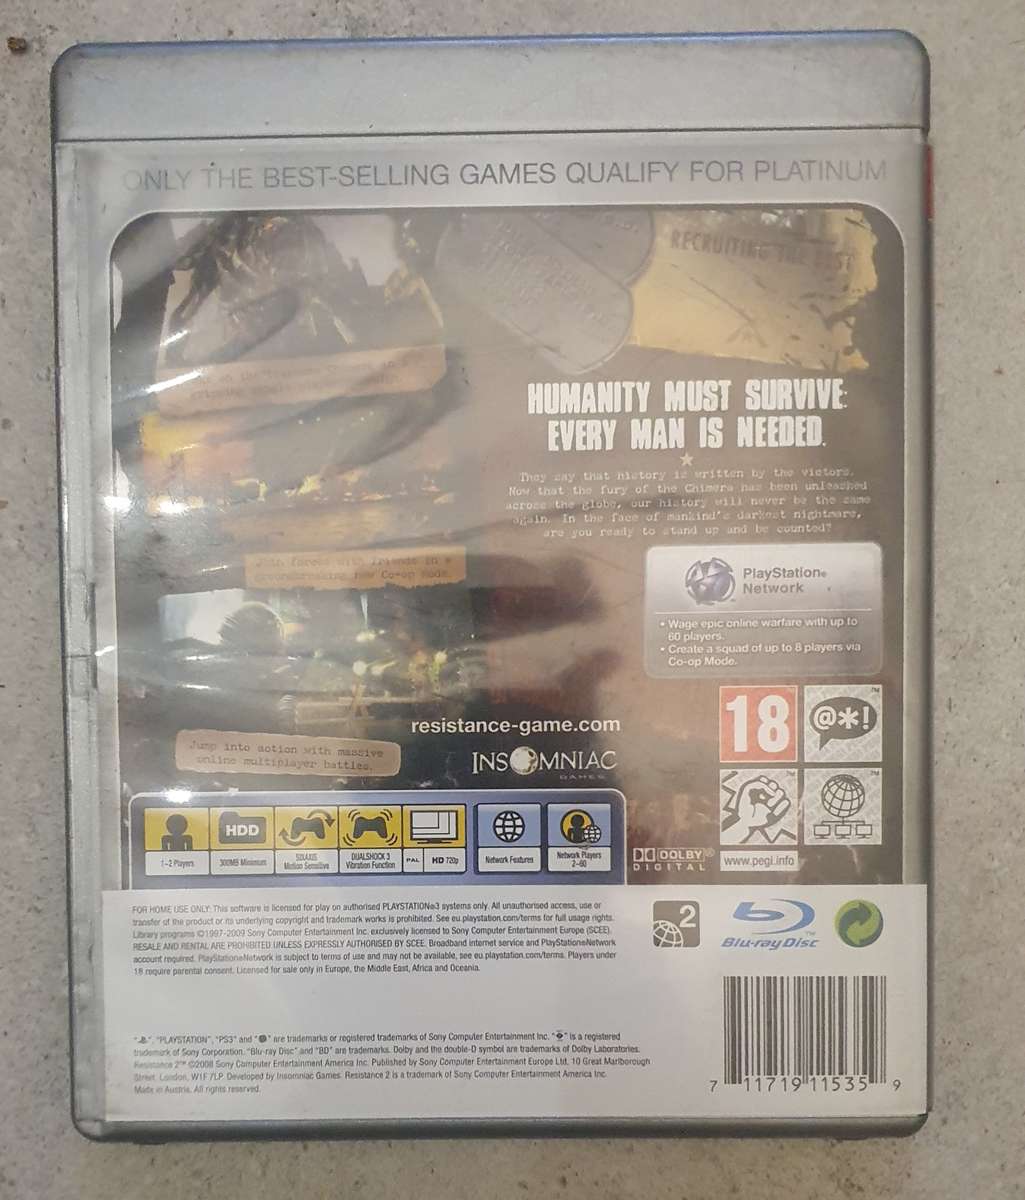 ONLY THE BEST-SELLING GAMES QUALIFY FOR PLATINUM
RECRUITING THE BEST
HUMANITY MUST SURVIVE:
EVERY MAN IS NEEDED.
They say that history is written by the victors.
Now that the fury of the Chimera has been unleashed
across the globe, our history will never be the same
again. In the face of mankind's darkest nightmare,
are you ready to stand up and be counted?
Join forces with friends in a
groundbreaking new Co-op Mode.
PlayStation®
Network
• Wage epic online warfare with up to
60 players.
• Create a squad of up to 8 players via
Co-op Mode.
resistance-game.com
INSOMNIAC
GAMES
Jump into action with massive
online multiplayer battles.
18
@*!
www.pegi.info
DOLBY®
DIGITAL
HDD
1-2 Players
300MB Minimum
SIXAXIS
Motion Sensitive
DUALSHOCK 3
Vibration Function
PAL
HD 720p
Network Features
Network Players
2-60
FOR HOME USE ONLY: This software is licensed for play on authorised PLAYSTATION®3 systems only. All unauthorised access, use or
transfer of the product or its underlying copyright and trademark works is prohibited. See eu.playstation.com/terms for full usage rights.
Library programs ©1997-2009 Sony Computer Entertainment Inc. exclusively licensed to Sony Computer Entertainment Europe (SCEE).
RESALE AND RENTAL ARE PROHIBITED UNLESS EXPRESSLY AUTHORISED BY SCEE. Broadband internet service and PlayStation®Network
account required. PlayStation®Network is subject to terms of use and may not be available, see eu.playstation.com/terms. Players under
18 require parental consent. Licensed for sale only in Europe, the Middle East, Africa and Oceania.
2
Blu-ray Disc
TM
"PLAYSTATION", "PS3" and " " are trademarks or registered trademarks of Sony Computer Entertainment Inc. " " is a registered
trademark of Sony Corporation. "Blu-ray Disc" and "BD" are trademarks. Dolby and the double-D symbol are trademarks of Dolby Laboratories.
Resistance 2™ ©2008 Sony Computer Entertainment America Inc. Published by Sony Computer Entertainment Europe Ltd. 10 Great Marlborough
Street, London, W1F 7LP. Developed by Insomniac Games. Resistance 2 is a trademark of Sony Computer Entertainment America Inc.
Made in Austria. All rights reserved.
7 11719 11535 9